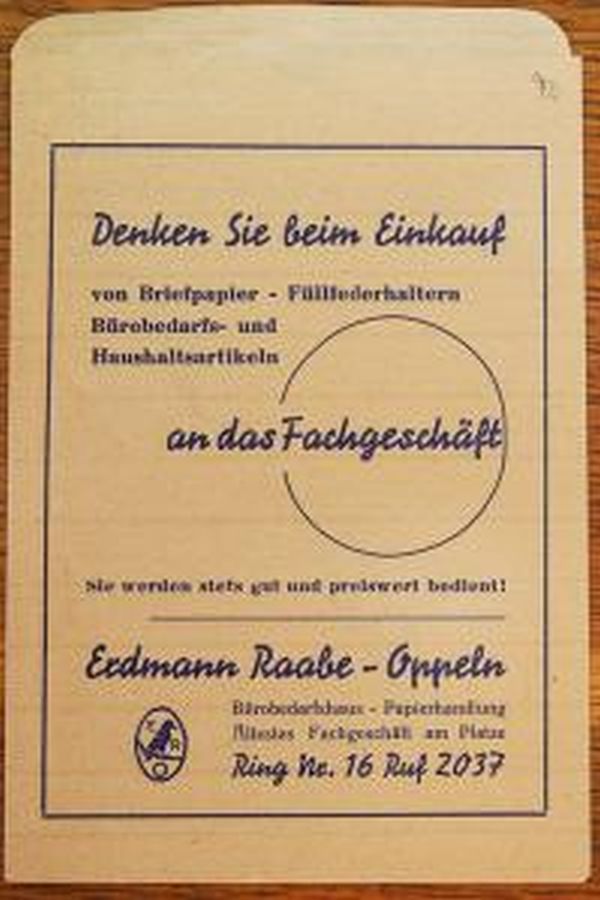 Denken Sie beim Einkauf
von Briefpapier - Füllfederhaltern
Bürobedarfs- und
Haushaltsartikeln
an das Fachgeschäft
Sie werden stets gut und preiswert bedient!
Erdmann Raabe - Oppeln
Bürobedarfshaus - Papierhandlung
Ältestes Fachgeschäft am Platze
Ring Nr. 16 Ruf 2037